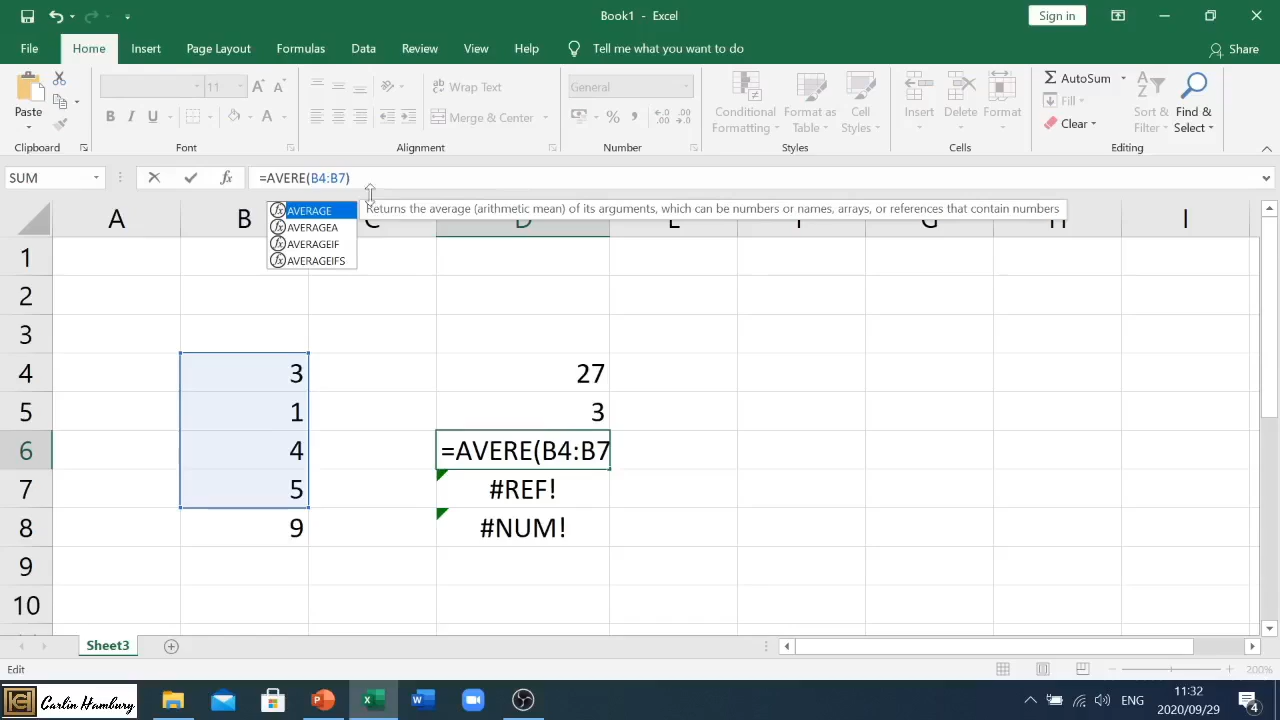 Book1 - Excel
Sign in
File Home Insert Page Layout Formulas Data Review View Help Tell me what you want to do Share
Paste
11
B I U A A A
Wrap Text
Merge & Center
General
% ,
Conditional Formatting
Format as Table
Cell Styles
Insert
Delete
Format
AutoSum
Fill
Clear
Sort & Filter
Find & Select
Clipboard Font Alignment Number Styles Cells Editing
SUM fx =AVERE(B4:B7)
AVERAGE Returns the average (arithmetic mean) of its arguments, which can be numbers or names, arrays, or references that contain numbers
AVERAGEA
AVERAGEIF
AVERAGEIFS
A B C D E F G H I
1
2
3
4 3 27
5 1 3
6 4 =AVERE(B4:B7
7 5 #REF!
8 9 #NUM!
9
10
Sheet3
Edit 200%
Carlin Hambury ENG 11:32
2020/09/29 4